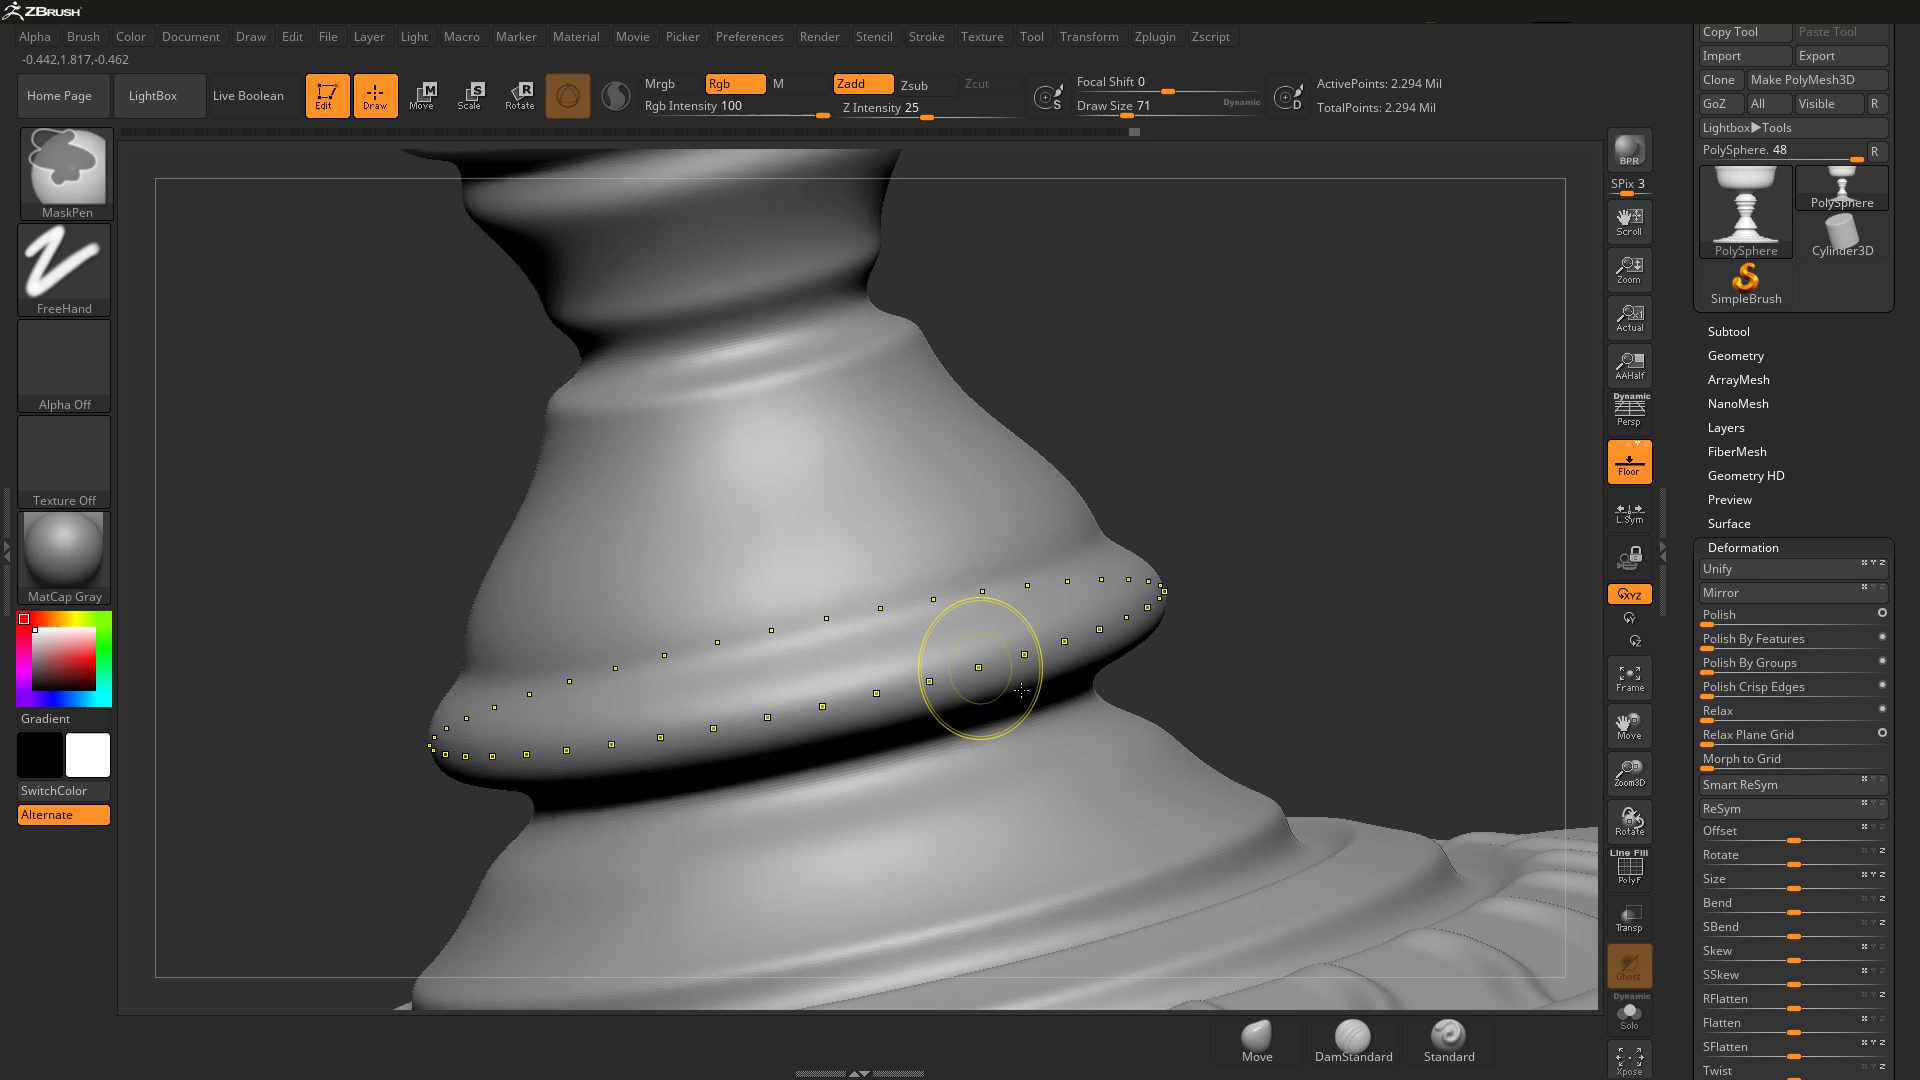 ZBRUSH
Alpha Brush Color Document Draw Edit File Layer Light Macro Marker Material Movie Picker Preferences Render Stencil Stroke Texture Tool Transform Zplugin Zscript
-0.442,1.817,-0.462
Home Page
LightBox
Live Boolean
Edit
Draw
Move
Scale
Rotate
Mrgb
Rgb
M
Rgb Intensity 100
Zadd
Zsub
Zcut
Z Intensity 25
Focal Shift 0
Draw Size 71
Dynamic
ActivePoints: 2.294 Mil
TotalPoints: 2.294 Mil
MaskPen
FreeHand
Alpha Off
Texture Off
MatCap Gray
Gradient
SwitchColor
Alternate
BPR
SPix 3
Scroll
Zoom
Actual
AAHalf
Dynamic
Persp
Floor
L.Sym
XYZ
Frame
Move
Zoom3D
Rotate
Line Fill
PolyF
Transp
Ghost
Dynamic
Solo
Xpose
Copy Tool
Paste Tool
Import
Export
Clone
Make PolyMesh3D
GoZ
All
Visible
R
Lightbox▶Tools
PolySphere. 48
R
PolySphere
PolySphere
Cylinder3D
SimpleBrush
Subtool
Geometry
ArrayMesh
NanoMesh
Layers
FiberMesh
Geometry HD
Preview
Surface
Deformation
Unify
Mirror
Polish
Polish By Features
Polish By Groups
Polish Crisp Edges
Relax
Relax Plane Grid
Morph to Grid
Smart ReSym
ReSym
Offset
Rotate
Size
Bend
SBend
Skew
SSkew
RFlatten
Flatten
SFlatten
Twist
Move
DamStandard
Standard